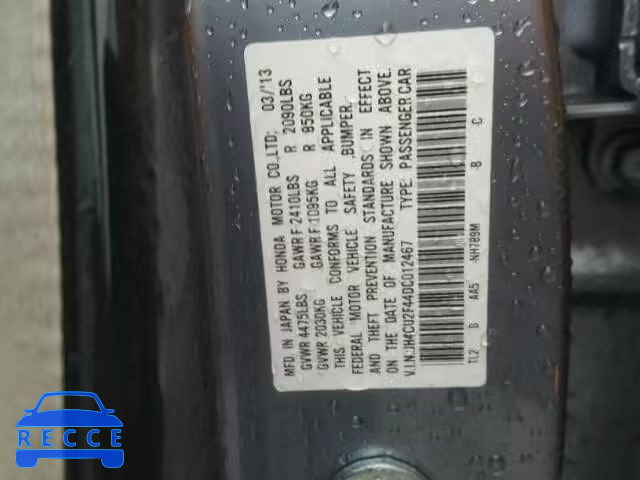 MFD. IN JAPAN BY HONDA MOTOR CO.,LTD: 03/'13
GVWR 4475LBS GAWR F 2410LBS R 2090LBS
GVWR 2030KG GAWR F 1095KG R 950KG
THIS VEHICLE CONFORMS TO ALL APPLICABLE
FEDERAL MOTOR VEHICLE SAFETY ,BUMPER,
AND THEFT PREVENTION STANDARDS IN EFFECT
ON THE DATE OF MANUFACTURE SHOWN ABOVE.
V.I.N:JH4CU2F44DC012467 TYPE: PASSENGER CAR
TL2 D AA5 NH789M B C
RECCE